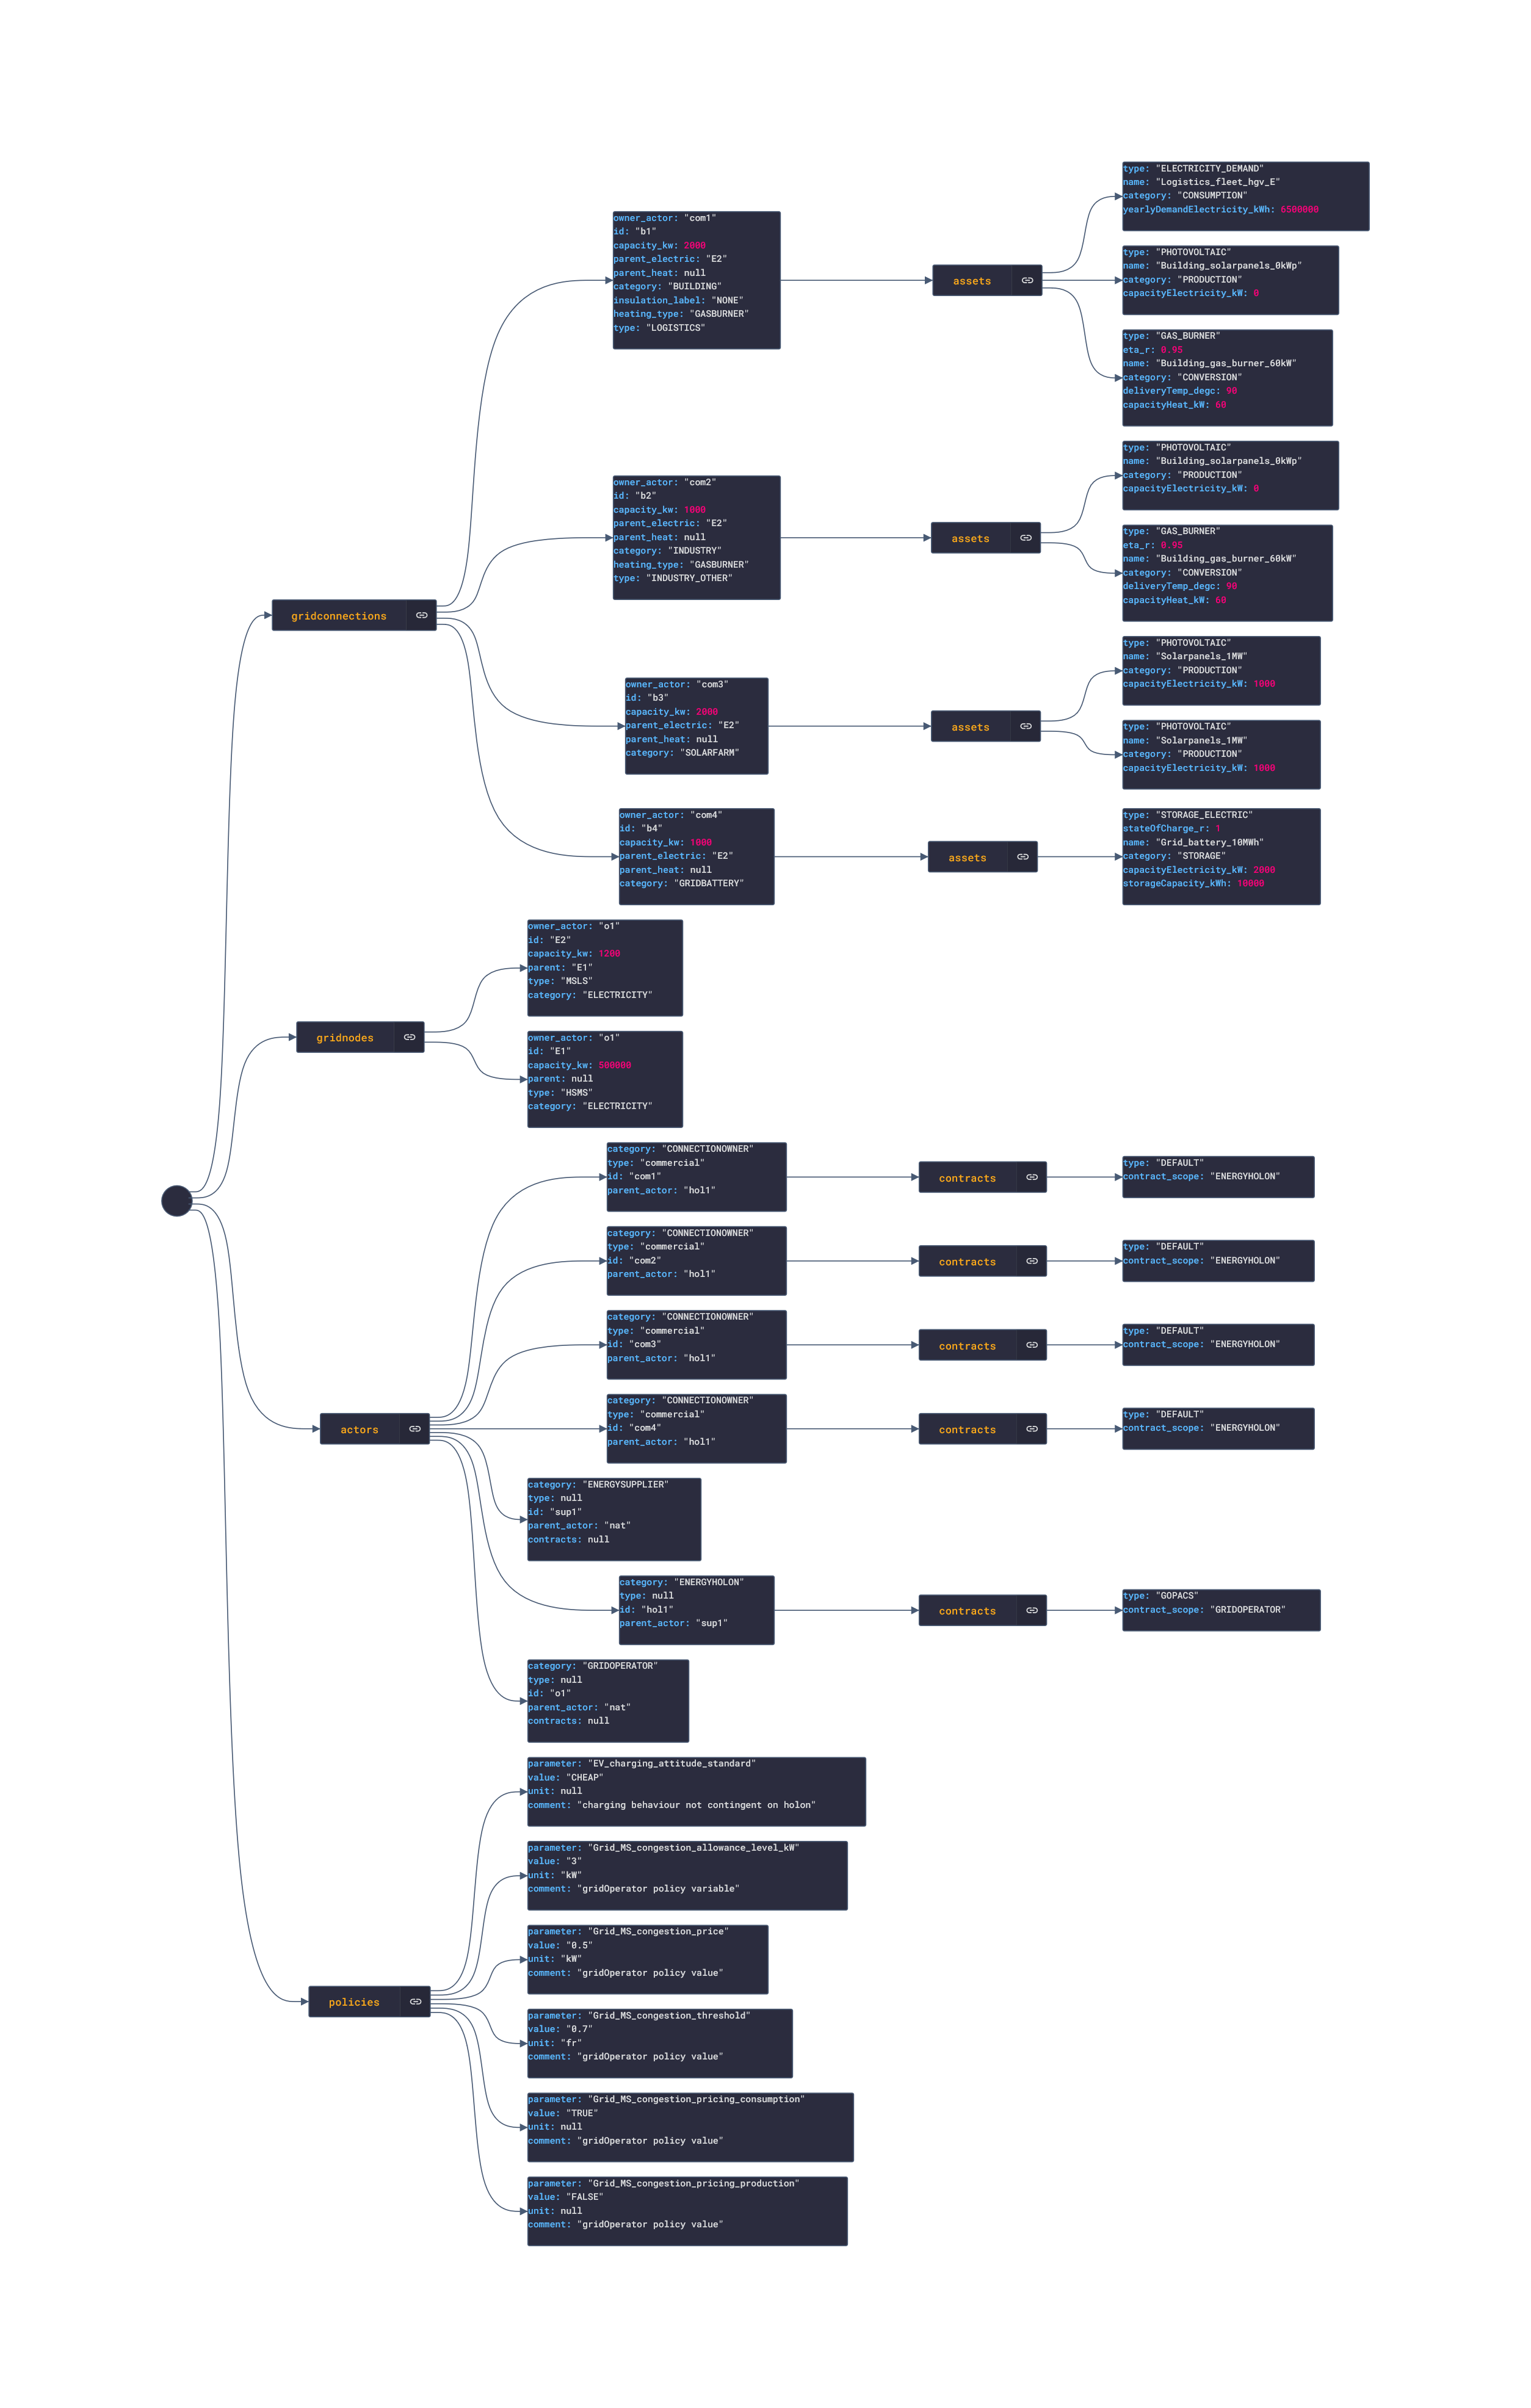 gridconnections
owner_actor: "com1"
id: "b1"
capacity_kw: 2000
parent_electric: "E2"
parent_heat: null
category: "BUILDING"
insulation_label: "NONE"
heating_type: "GASBURNER"
type: "LOGISTICS"
assets
type: "ELECTRICITY_DEMAND"
name: "Logistics_fleet_hgv_E"
category: "CONSUMPTION"
yearlyDemandElectricity_kWh: 6500000
type: "PHOTOVOLTAIC"
name: "Building_solarpanels_0kWp"
category: "PRODUCTION"
capacityElectricity_kW: 0
type: "GAS_BURNER"
eta_r: 0.95
name: "Building_gas_burner_60kW"
category: "CONVERSION"
deliveryTemp_degc: 90
capacityHeat_kW: 60
owner_actor: "com2"
id: "b2"
capacity_kw: 1000
parent_electric: "E2"
parent_heat: null
category: "INDUSTRY"
heating_type: "GASBURNER"
type: "INDUSTRY_OTHER"
assets
type: "PHOTOVOLTAIC"
name: "Building_solarpanels_0kWp"
category: "PRODUCTION"
capacityElectricity_kW: 0
type: "GAS_BURNER"
eta_r: 0.95
name: "Building_gas_burner_60kW"
category: "CONVERSION"
deliveryTemp_degc: 90
capacityHeat_kW: 60
owner_actor: "com3"
id: "b3"
capacity_kw: 2000
parent_electric: "E2"
parent_heat: null
category: "SOLARFARM"
assets
type: "PHOTOVOLTAIC"
name: "Solarpanels_1MW"
category: "PRODUCTION"
capacityElectricity_kW: 1000
type: "PHOTOVOLTAIC"
name: "Solarpanels_1MW"
category: "PRODUCTION"
capacityElectricity_kW: 1000
owner_actor: "com4"
id: "b4"
capacity_kw: 1000
parent_electric: "E2"
parent_heat: null
category: "GRIDBATTERY"
assets
type: "STORAGE_ELECTRIC"
stateOfCharge_r: 1
name: "Grid_battery_10MWh"
category: "STORAGE"
capacityElectricity_kW: 2000
storageCapacity_kWh: 10000
gridnodes
owner_actor: "o1"
id: "E2"
capacity_kw: 1200
parent: "E1"
type: "MSLS"
category: "ELECTRICITY"
owner_actor: "o1"
id: "E1"
capacity_kw: 500000
parent: null
type: "HSMS"
category: "ELECTRICITY"
actors
category: "CONNECTIONOWNER"
type: "commercial"
id: "com1"
parent_actor: "hol1"
contracts
type: "DEFAULT"
contract_scope: "ENERGYHOLON"
category: "CONNECTIONOWNER"
type: "commercial"
id: "com2"
parent_actor: "hol1"
contracts
type: "DEFAULT"
contract_scope: "ENERGYHOLON"
category: "CONNECTIONOWNER"
type: "commercial"
id: "com3"
parent_actor: "hol1"
contracts
type: "DEFAULT"
contract_scope: "ENERGYHOLON"
category: "CONNECTIONOWNER"
type: "commercial"
id: "com4"
parent_actor: "hol1"
contracts
type: "DEFAULT"
contract_scope: "ENERGYHOLON"
category: "ENERGYSUPPLIER"
type: null
id: "sup1"
parent_actor: "nat"
contracts: null
category: "ENERGYHOLON"
type: null
id: "hol1"
parent_actor: "sup1"
contracts
type: "GOPACS"
contract_scope: "GRIDOPERATOR"
category: "GRIDOPERATOR"
type: null
id: "o1"
parent_actor: "nat"
contracts: null
policies
parameter: "EV_charging_attitude_standard"
value: "CHEAP"
unit: null
comment: "charging behaviour not contingent on holon"
parameter: "Grid_MS_congestion_allowance_level_kW"
value: "3"
unit: "kW"
comment: "gridOperator policy variable"
parameter: "Grid_MS_congestion_price"
value: "0.5"
unit: "kW"
comment: "gridOperator policy value"
parameter: "Grid_MS_congestion_threshold"
value: "0.7"
unit: "fr"
comment: "gridOperator policy value"
parameter: "Grid_MS_congestion_pricing_consumption"
value: "TRUE"
unit: null
comment: "gridOperator policy value"
parameter: "Grid_MS_congestion_pricing_production"
value: "FALSE"
unit: null
comment: "gridOperator policy value"